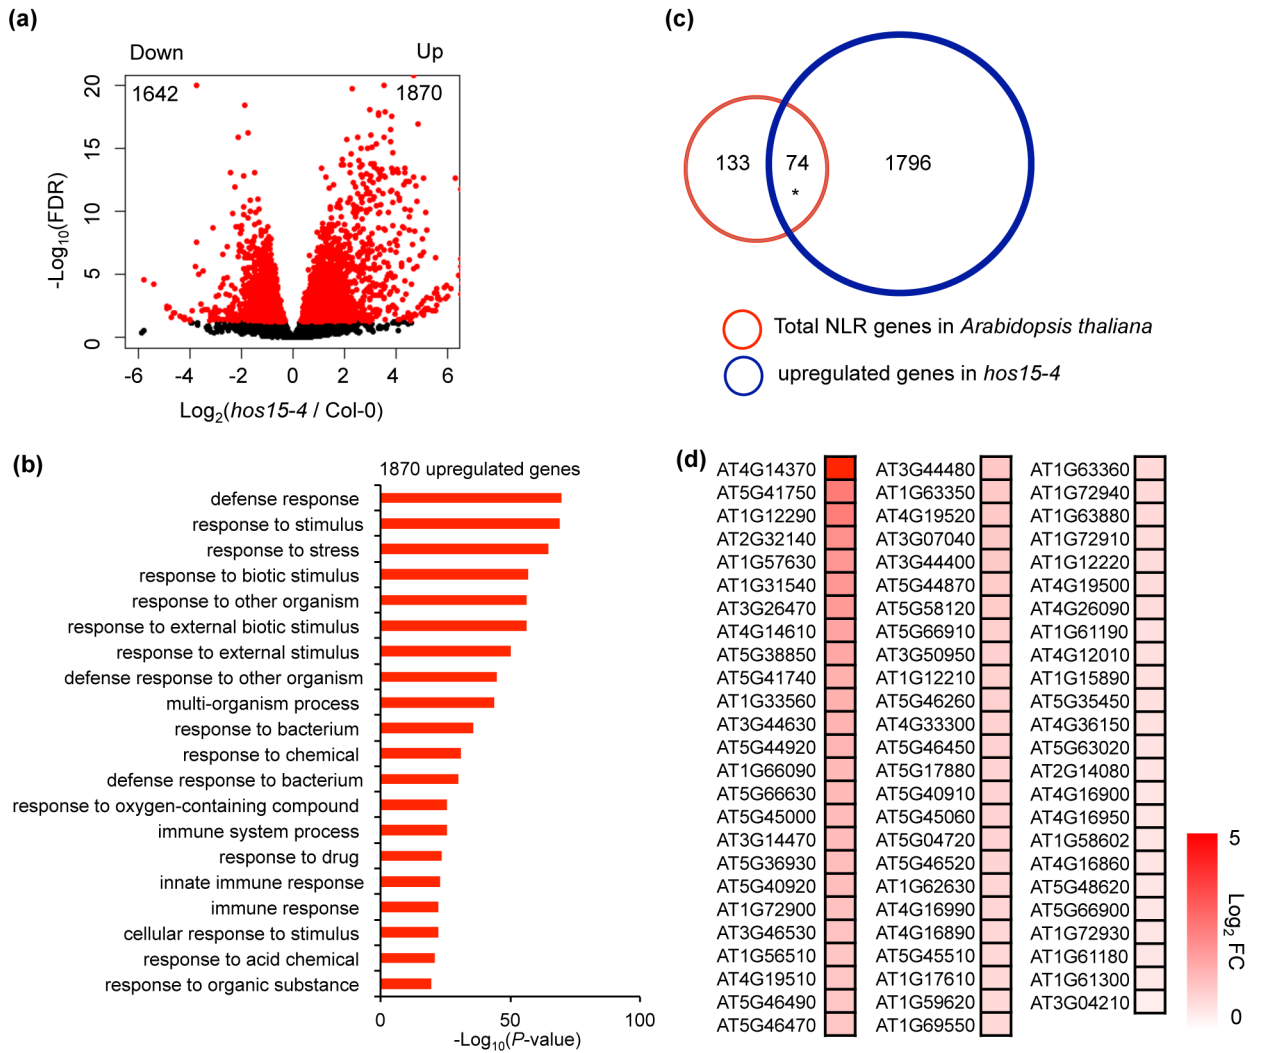 (a)
Down
Up
1642
1870
20
15
10
5
0
-Log10(FDR)
-6 -4 -2 0 2 4 6
Log2(hos15-4 / Col-0)
(b)
1870 upregulated genes
defense response
response to stimulus
response to stress
response to biotic stimulus
response to other organism
response to external biotic stimulus
response to external stimulus
defense response to other organism
multi-organism process
response to bacterium
response to chemical
defense response to bacterium
response to oxygen-containing compound
immune system process
response to drug
innate immune response
immune response
cellular response to stimulus
response to acid chemical
response to organic substance
0 50 100
-Log10(P-value)
(c)
133 74 1796
*
Total NLR genes in Arabidopsis thaliana
upregulated genes in hos15-4
(d)
AT4G14370 AT3G44480 AT1G63360
AT5G41750 AT1G63350 AT1G72940
AT1G12290 AT4G19520 AT1G63880
AT2G32140 AT3G07040 AT1G72910
AT1G57630 AT3G44400 AT1G12220
AT1G31540 AT5G44870 AT4G19500
AT3G26470 AT5G58120 AT4G26090
AT4G14610 AT5G66910 AT1G61190
AT5G38850 AT3G50950 AT4G12010
AT5G41740 AT1G12210 AT1G15890
AT1G33560 AT5G46260 AT5G35450
AT3G44630 AT4G33300 AT4G36150
AT5G44920 AT5G46450 AT5G63020
AT1G66090 AT5G17880 AT2G14080
AT5G66630 AT5G40910 AT4G16900
AT5G45000 AT5G45060 AT4G16950
AT3G14470 AT5G04720 AT1G58602
AT5G36930 AT5G46520 AT4G16860
AT5G40920 AT1G62630 AT5G48620
AT1G72900 AT4G16990 AT5G66900
AT3G46530 AT4G16890 AT1G72930
AT1G56510 AT5G45510 AT1G61180
AT4G19510 AT1G17610 AT1G61300
AT5G46490 AT1G59620 AT3G04210
AT5G46470 AT1G69550
5
Log2 FC
0